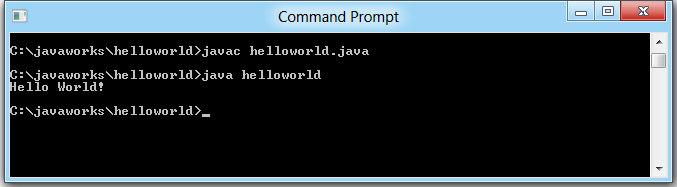 Command Prompt
C:\javaworks\helloworld>javac helloworld.java
C:\javaworks\helloworld>java helloworld
Hello World!
C:\javaworks\helloworld>_